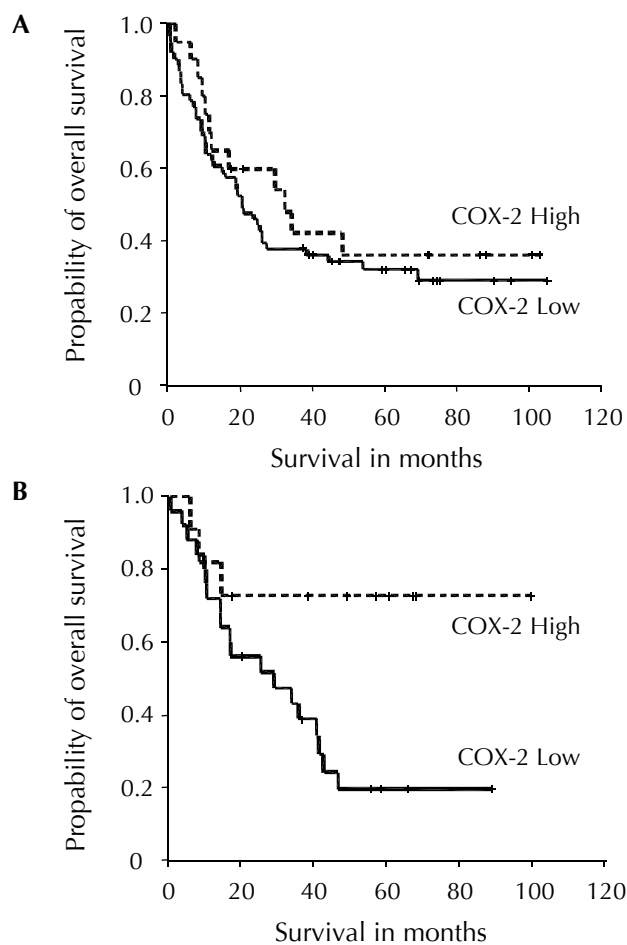 A
Propability of overall survival
1.0
0.8
0.6
0.4
0.2
0
COX-2 High
COX-2 Low
0 20 40 60 80 100 120
Survival in months
B
Propability of overall survival
1.0
0.8
0.6
0.4
0.2
0
COX-2 High
COX-2 Low
0 20 40 60 80 100 120
Survival in months